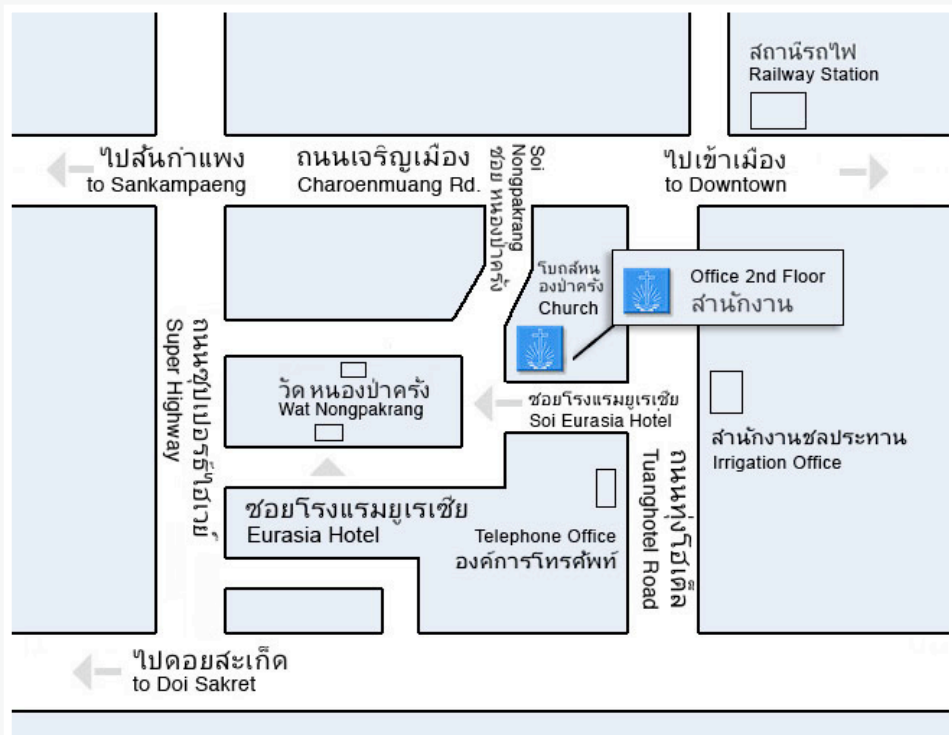 สถานีรถไฟ
Railway Station
ไปสันกำแพง
to Sankampaeng
ถนนเจริญเมือง
Charoenmuang Rd.
Soi
Nongpakrang
ซอย หนองป่าครั้ง
ไปเข้าเมือง
to Downtown
โบถส์หน
องป่าครั้ง
Church
Office 2nd Floor
สำนักงาน
ถนนซุปเปอร์ธ์ไฮเวย์
Super Highway
วัด หนองป่าครั้ง
Wat Nongpakrang
ซอยโรงแรมยูเรเซีย
Soi Eurasia Hotel
สำนักงานชลประทาน
Irrigation Office
ซอยโรงแรมยูเรเซีย
Eurasia Hotel
Telephone Office
องค์การโทรศัพท์
ถนนทุ่งโฮเต็ล
Tuanghotel Road
ไปดอยสะเก็ด
to Doi Sakret